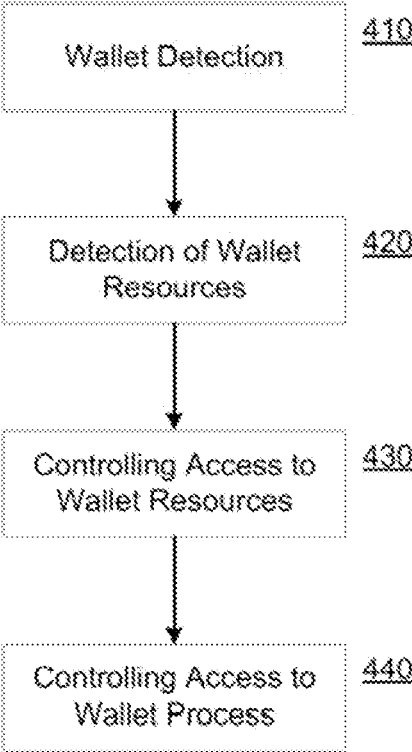 Wallet Detection
410
Detection of Wallet
Resources
420
Controlling Access to
Wallet Resources
430
Controlling Access to
Wallet Process
440